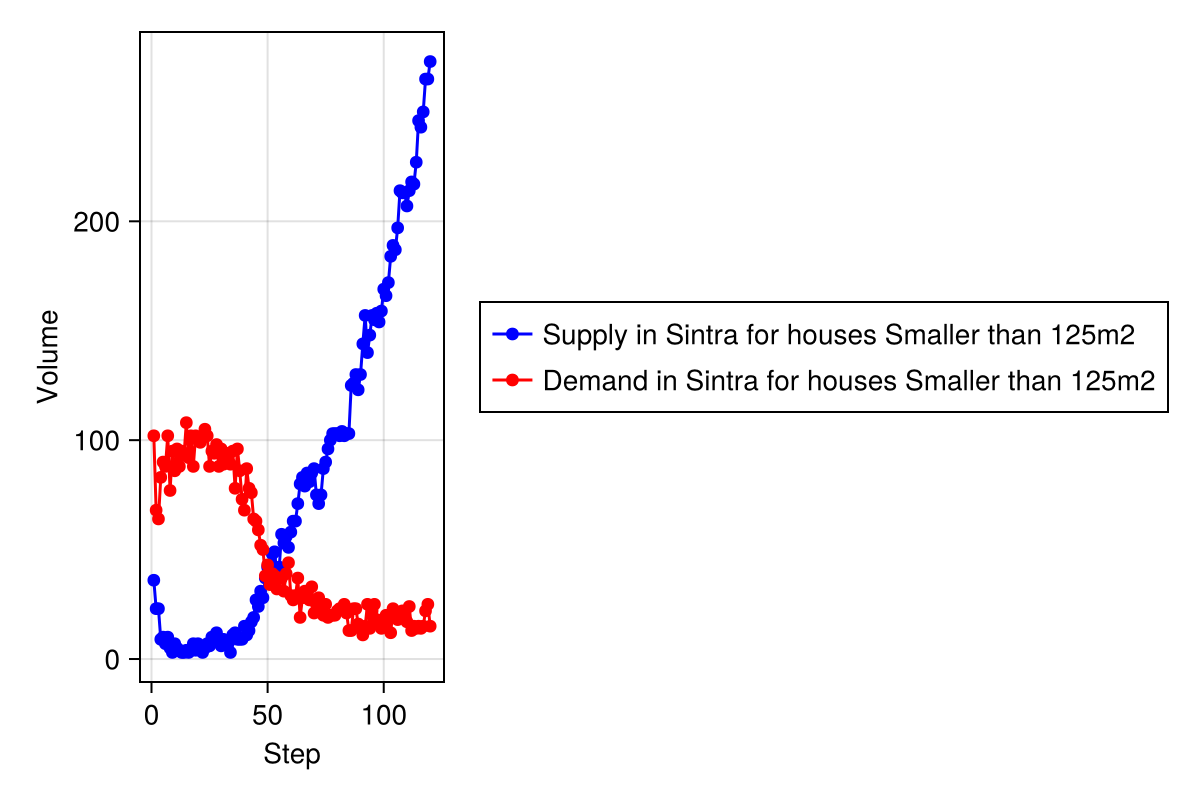 Volume
200
100
0
0 50 100
Step
Supply in Sintra for houses Smaller than 125m2
Demand in Sintra for houses Smaller than 125m2